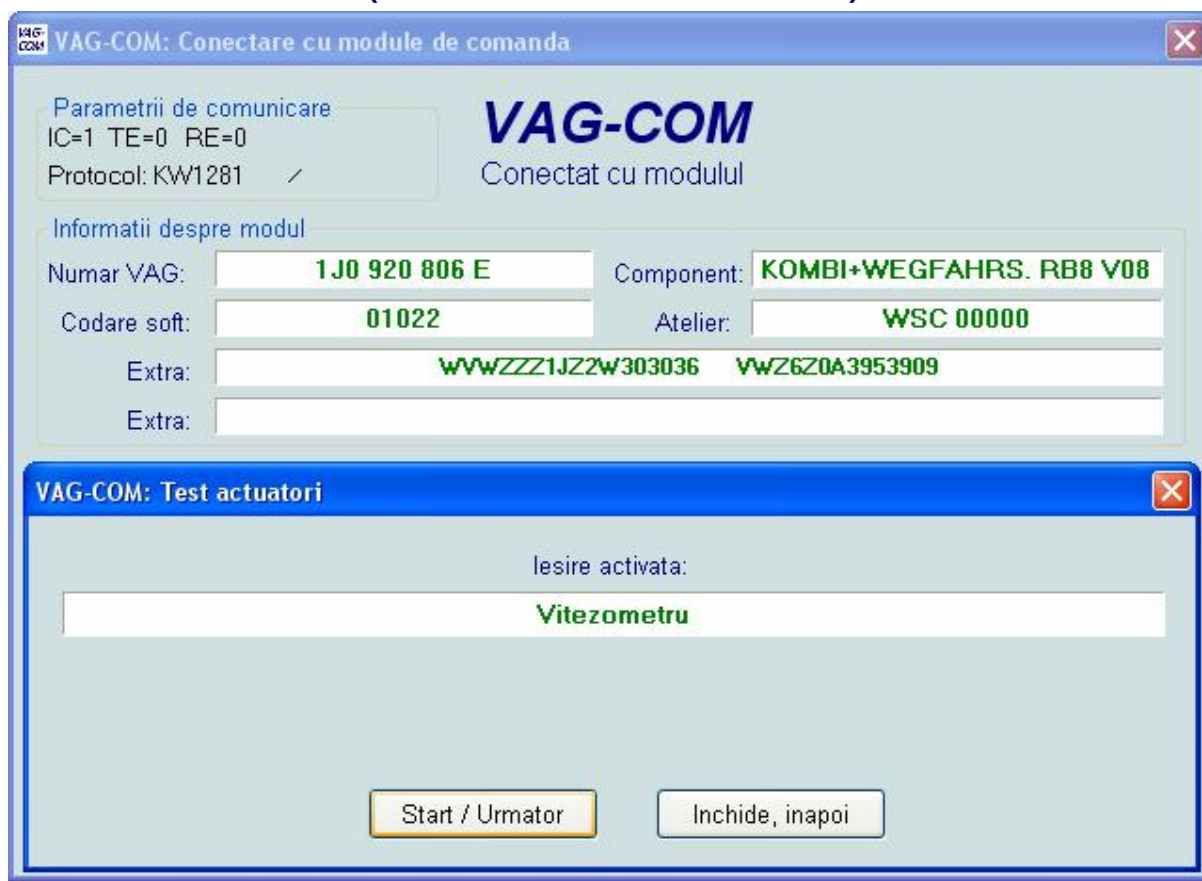 VAG-COM VAG-COM: Conectare cu module de comanda
Parametrii de comunicare
IC=1 TE=0 RE=0
Protocol: KW1281 /
VAG-COM
Conectat cu modulul
Informatii despre modul
Numar VAG: 1J0 920 806 E Component: KOMBI+WEGFAHRS. RB8 V08
Codare soft: 01022 Atelier: WSC 00000
Extra: WVWZZZ1JZ2W303036 VWZ6Z0A3953909
Extra:
VAG-COM: Test actuatori
Iesire activata:
Vitezometru
Start / Urmator Inchide, inapoi